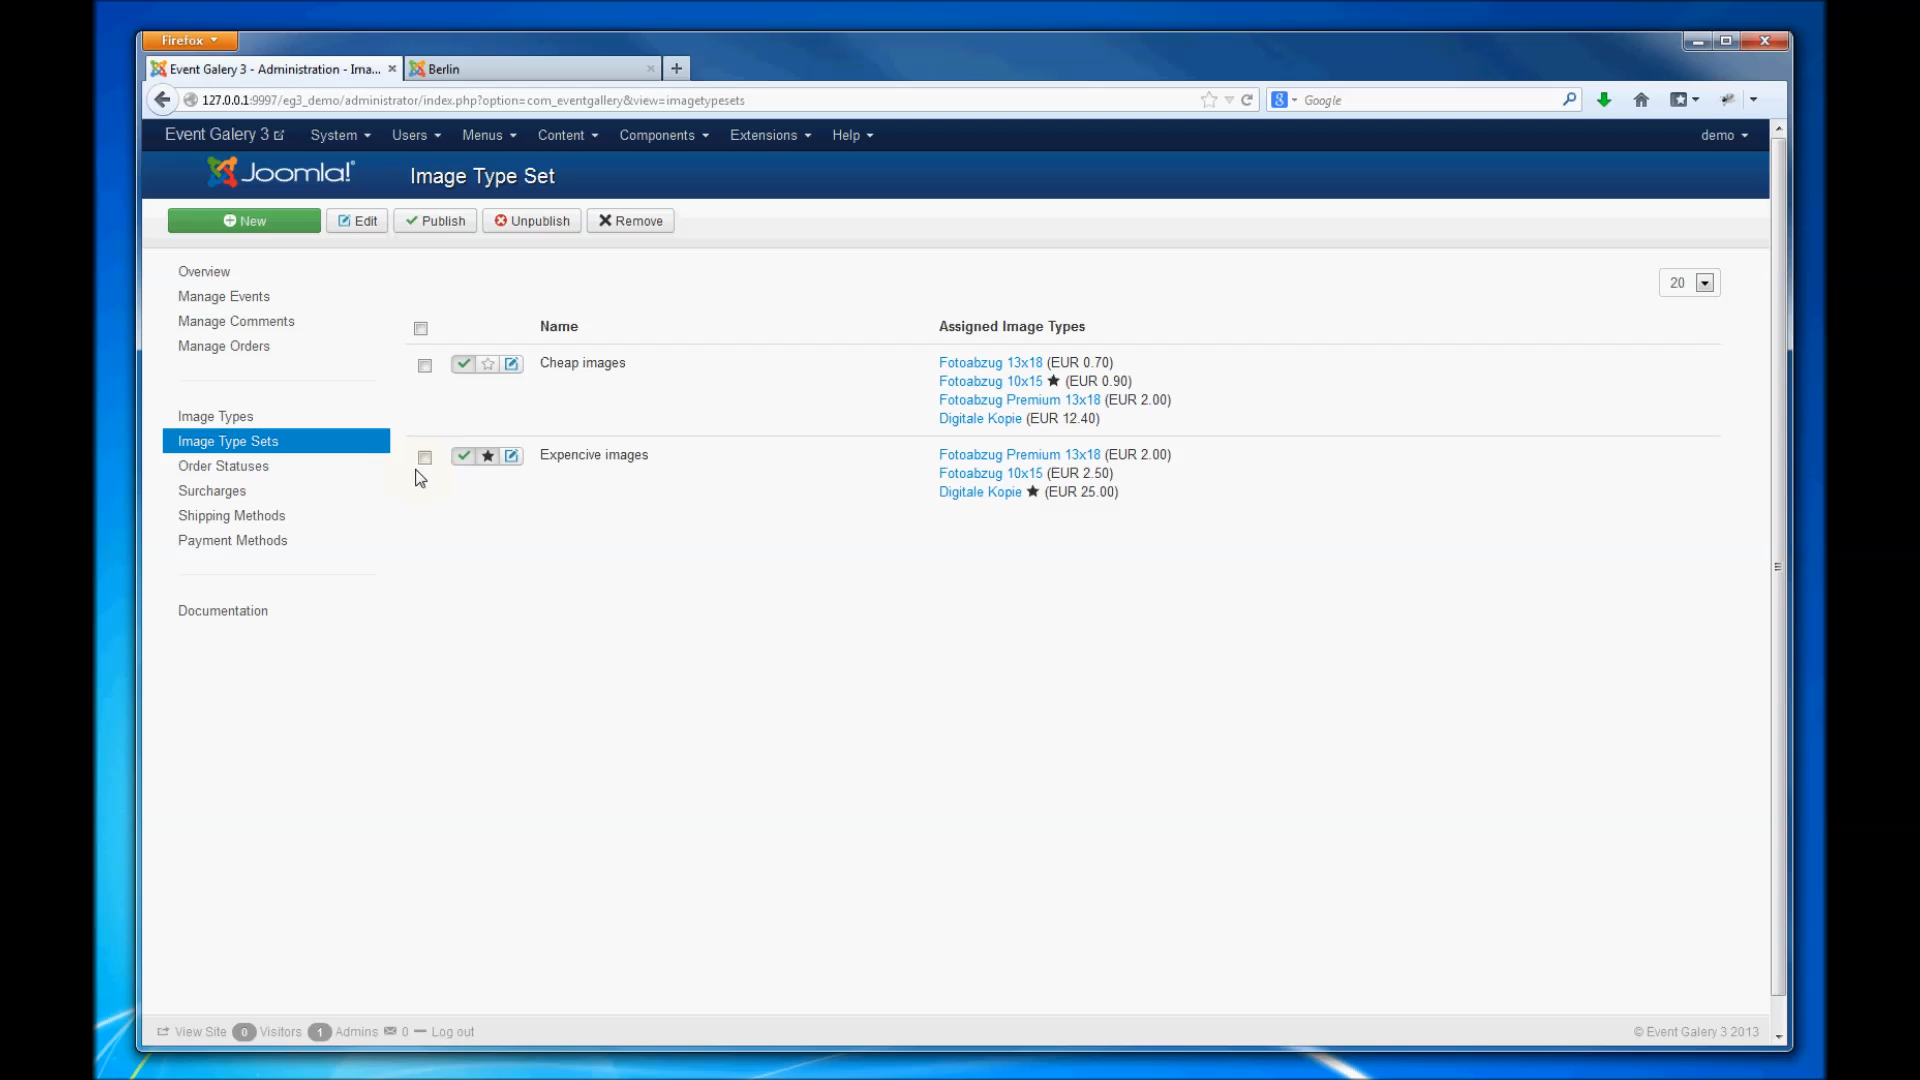 Firefox
Event Galery 3 - Administration - Ima...
Berlin
127.0.0.1:9997/eg3_demo/administrator/index.php?option=com_eventgallery&view=imagetypesets
Google
Event Galery 3
System
Users
Menus
Content
Components
Extensions
Help
demo
Joomla!
Image Type Set
New
Edit
Publish
Unpublish
Remove
Overview
Manage Events
Manage Comments
Manage Orders
Image Types
Image Type Sets
Order Statuses
Surcharges
Shipping Methods
Payment Methods
Documentation
20
Name
Assigned Image Types
Cheap images
Fotoabzug 13x18 (EUR 0.70)
Fotoabzug 10x15 ★ (EUR 0.90)
Fotoabzug Premium 13x18 (EUR 2.00)
Digitale Kopie (EUR 12.40)
Expencive images
Fotoabzug Premium 13x18 (EUR 2.00)
Fotoabzug 10x15 (EUR 2.50)
Digitale Kopie ★ (EUR 25.00)
View Site 0 Visitors 1 Admins 0 Log out
© Event Galery 3 2013